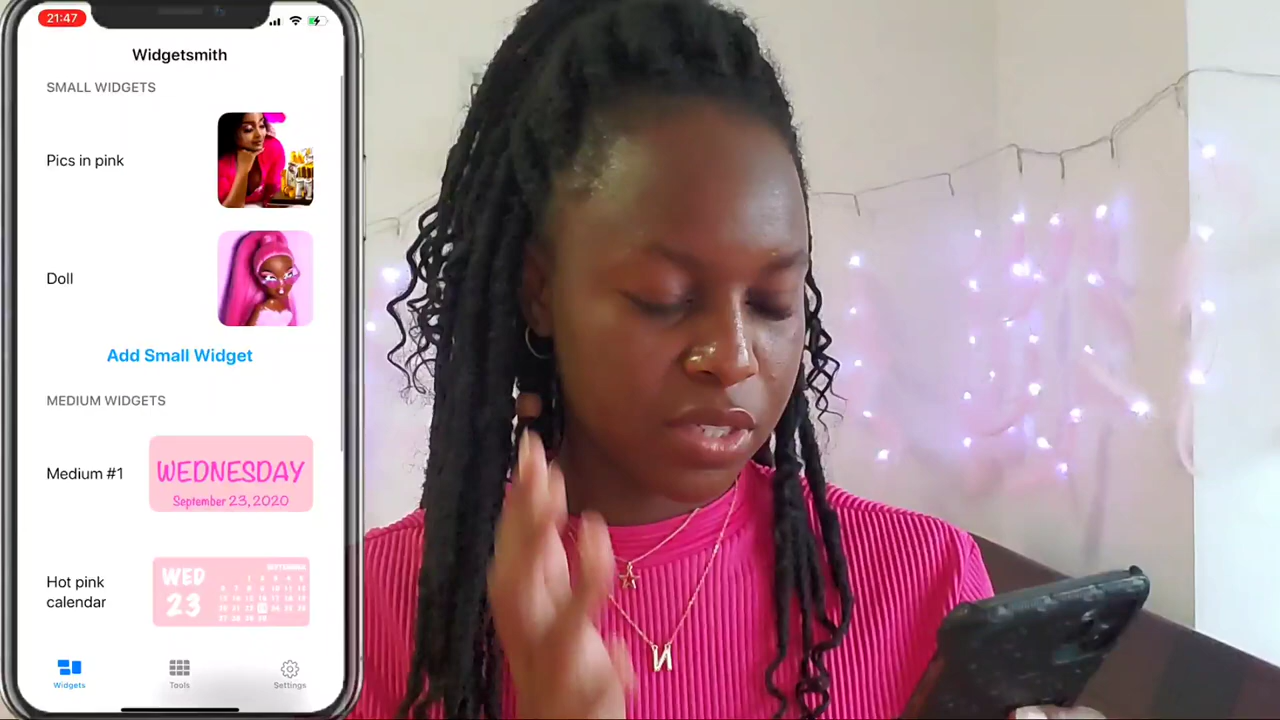 21:47
Widgetsmith
SMALL WIDGETS
Pics in pink
Doll
Add Small Widget
MEDIUM WIDGETS
Medium #1
WEDNESDAY
September 23, 2020
Hot pink
calendar
WED
23
SEPTEMBER
Widgets
Tools
Settings
N